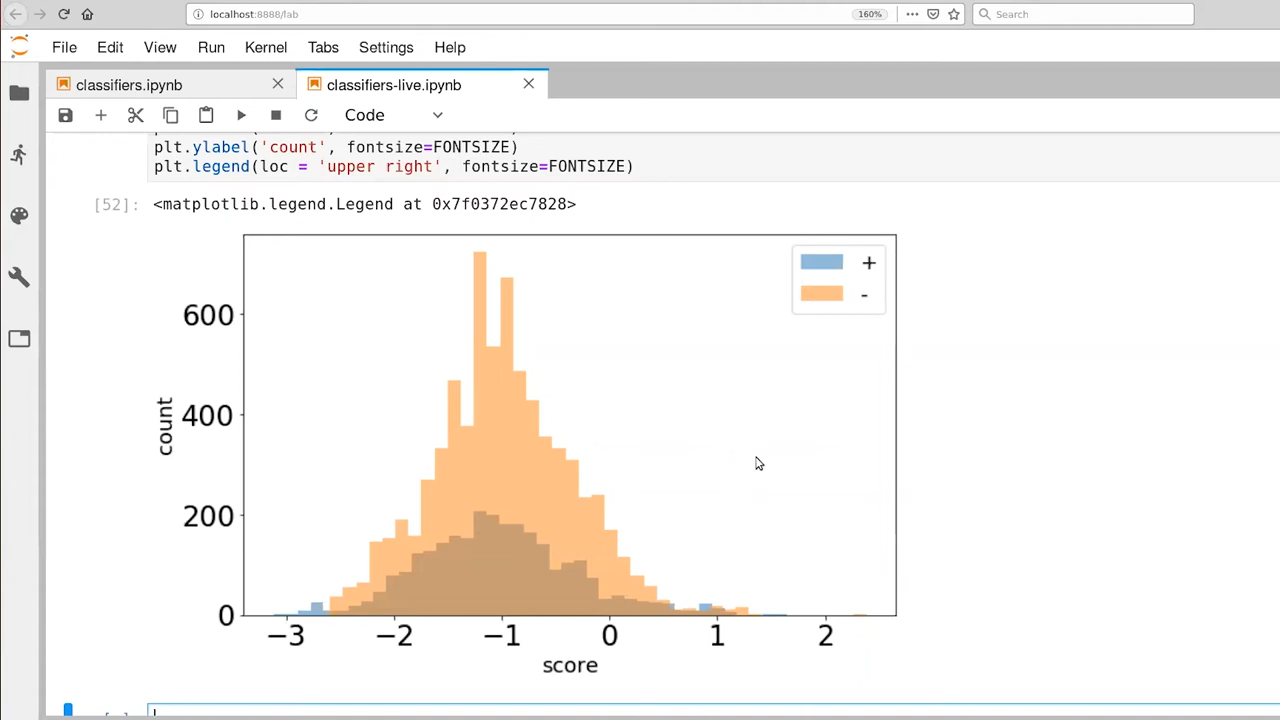 localhost:8888/lab
160%
Search
File Edit View Run Kernel Tabs Settings Help
classifiers.ipynb
classifiers-live.ipynb
Code
plt.ylabel('count', fontsize=FONTSIZE)
plt.legend(loc = 'upper right', fontsize=FONTSIZE)
[52]: <matplotlib.legend.Legend at 0x7f0372ec7828>
+
-
600
400
200
0
count
−3 −2 −1 0 1 2
score